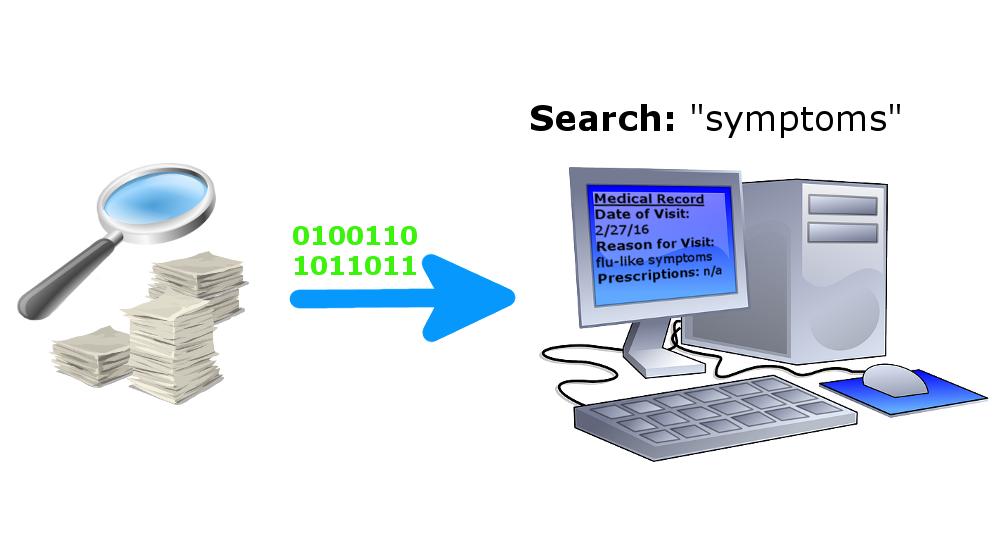 Search: "symptoms"
0100110
1011011
Medical Record
Date of Visit:
2/27/16
Reason for Visit:
flu-like symptoms
Prescriptions: n/a